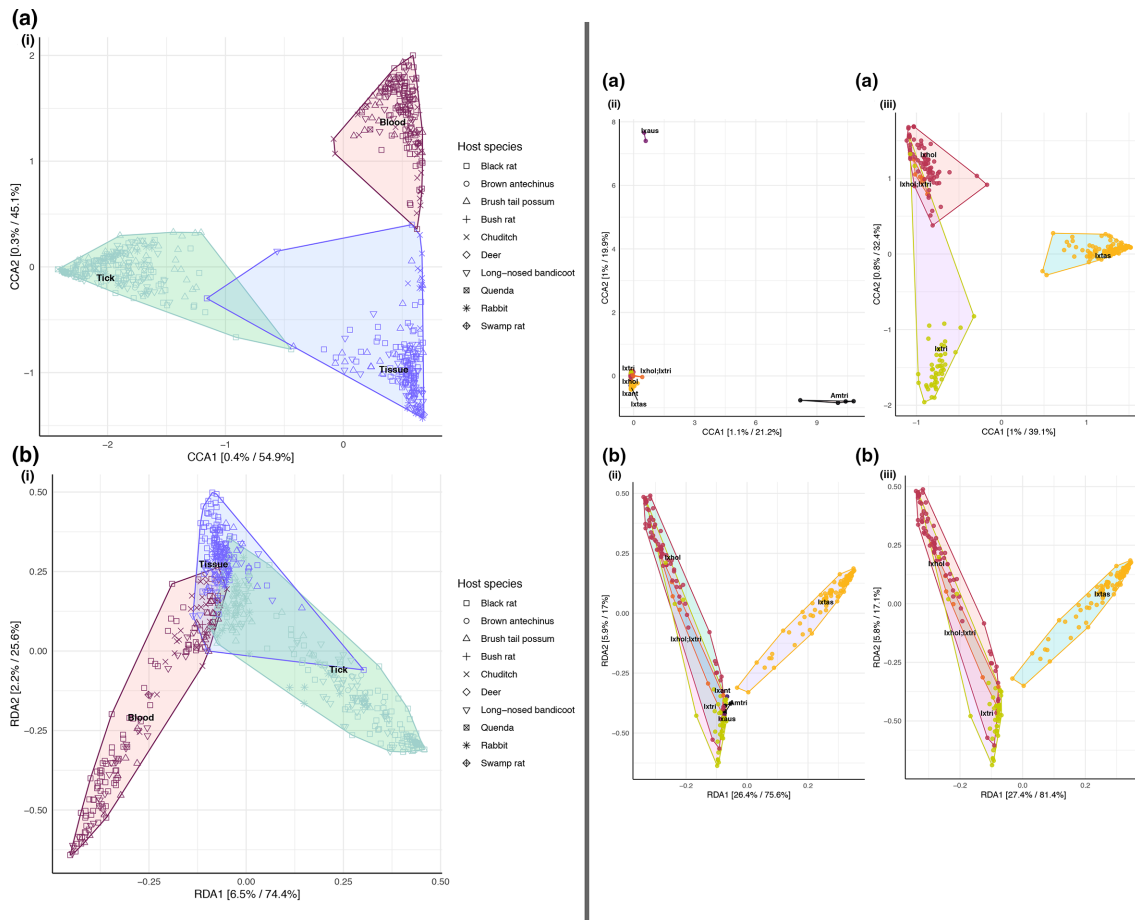 (a)
(i)
2
1
0
−1
−2
−1
0
CCA2 [0.3% / 45.1%]
CCA1 [0.4% / 54.9%]
Blood
Tick
Tissue
Host species
Black rat
Brown antechinus
Brush tail possum
Bush rat
Chuditch
Deer
Long-nosed bandicoot
Quenda
Rabbit
Swamp rat
(b)
(i)
0.50
0.25
0.00
−0.25
−0.50
−0.25
0.00
0.25
0.50
RDA2 [2.2% / 25.6%]
RDA1 [6.5% / 74.4%]
Tissue
Tick
Blood
Host species
Black rat
Brown antechinus
Brush tail possum
Bush rat
Chuditch
Deer
Long-nosed bandicoot
Quenda
Rabbit
Swamp rat
(a)
(ii)
8
6
4
2
0
0
3
6
9
CCA2 [1% / 19.9%]
CCA1 [1.1% / 21.2%]
Ixaus
Ixtri
Ixhol;Ixtri
Ixhol
Ixant
Ixtas
Amtri
(a)
(iii)
1
0
−1
−2
−1
0
1
CCA2 [0.8% / 32.4%]
CCA1 [1% / 39.1%]
Ixhol
Ixhol;Ixtri
Ixtas
Ixtri
(b)
(ii)
0.50
0.25
0.00
−0.25
−0.50
−0.2
0.0
0.2
RDA2 [5.9% / 17%]
RDA1 [26.4% / 75.6%]
Ixhol
Ixtas
Ixhol;Ixtri
Ixant
Ixtri
Amtri
Ixaus
(b)
(iii)
0.50
0.25
0.00
−0.25
−0.50
−0.2
0.0
0.2
RDA2 [5.8% / 17.1%]
RDA1 [27.4% / 81.4%]
Ixhol
Ixtas
Ixhol;Ixtri
Ixtri